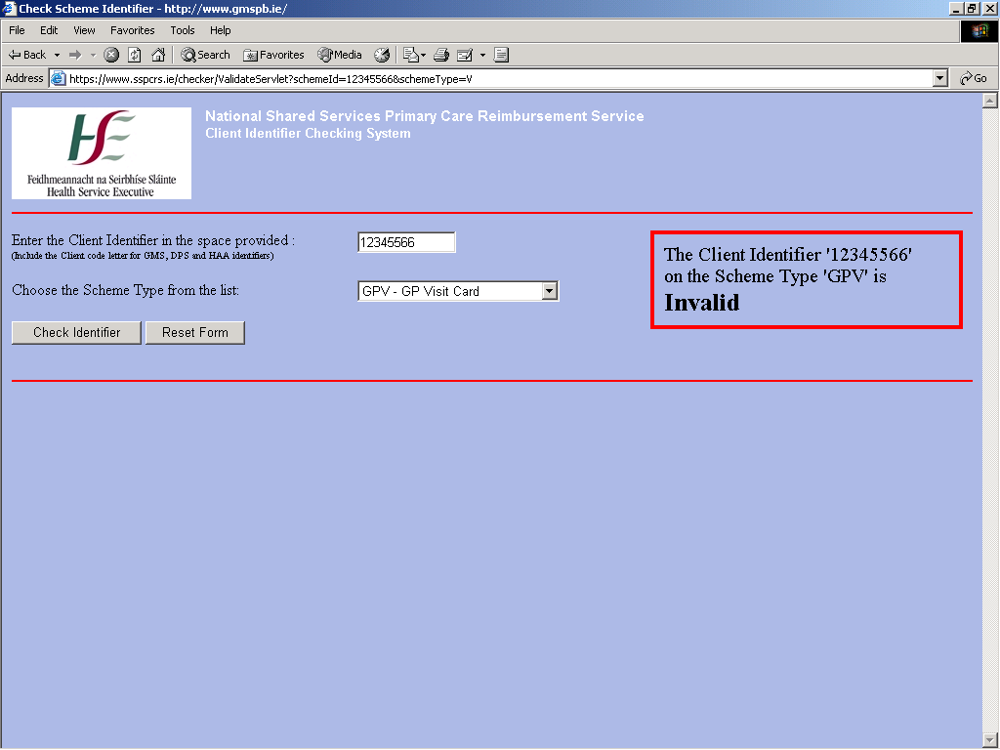 Check Scheme Identifier - http://www.gmspb.ie/
File Edit View Favorites Tools Help
Back Search Favorites Media
Address https://www.sspcrs.ie/checker/ValidateServlet?schemeId=12345566&schemeType=V Go
HSE
Feidhmeannacht na Seirbhíse Sláinte
Health Service Executive
National Shared Services Primary Care Reimbursement Service
Client Identifier Checking System
Enter the Client Identifier in the space provided : 12345566
(Include the Client code letter for GMS, DPS and HAA identifiers)
Choose the Scheme Type from the list: GPV - GP Visit Card
Check Identifier Reset Form
The Client Identifier '12345566'
on the Scheme Type 'GPV' is
Invalid